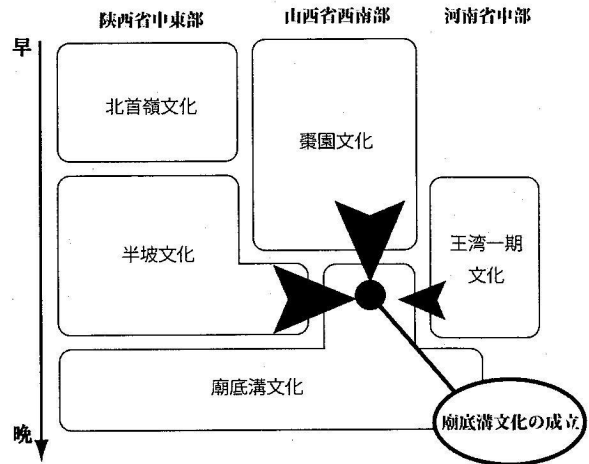 陝西省中東部
山西省西南部
河南省中部
早
北首嶺文化
棗園文化
半坡文化
王湾一期
文化
廟底溝文化
廟底溝文化の成立
晩